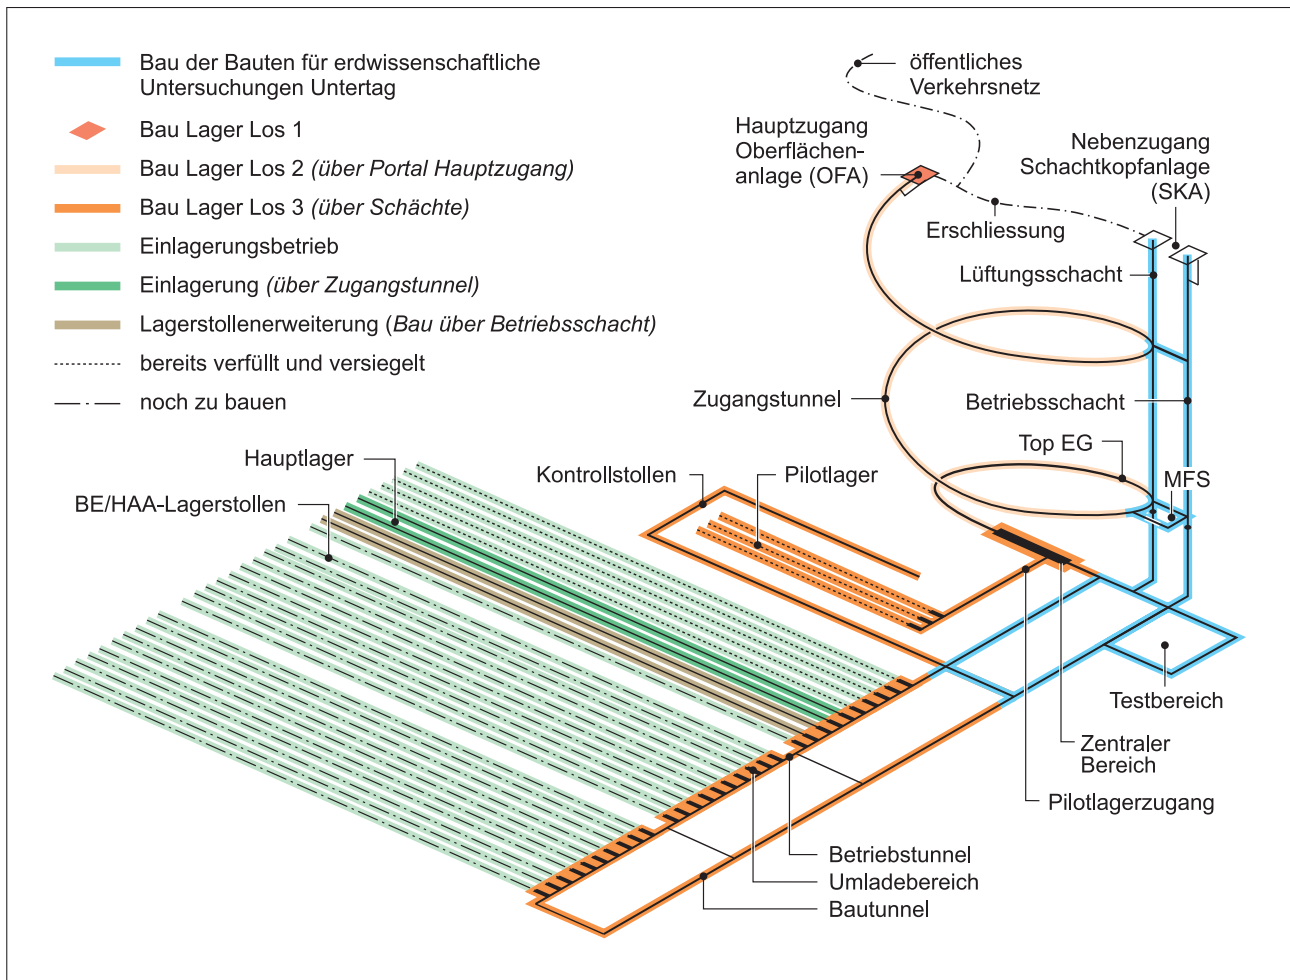 Bau der Bauten für erdwissenschaftliche
Untersuchungen Untertag
Bau Lager Los 1
Bau Lager Los 2 (über Portal Hauptzugang)
Bau Lager Los 3 (über Schächte)
Einlagerungsbetrieb
Einlagerung (über Zugangstunnel)
Lagerstollenerweiterung (Bau über Betriebsschacht)
bereits verfüllt und versiegelt
noch zu bauen
öffentliches
Verkehrsnetz
Hauptzugang
Oberflächen-
anlage (OFA)
Nebenzugang
Schachtkopfanlage
(SKA)
Erschliessung
Lüftungsschacht
Zugangstunnel
Betriebsschacht
Top EG
MFS
Hauptlager
BE/HAA-Lagerstollen
Kontrollstollen
Pilotlager
Testbereich
Zentraler
Bereich
Pilotlagerzugang
Betriebstunnel
Umladebereich
Bautunnel